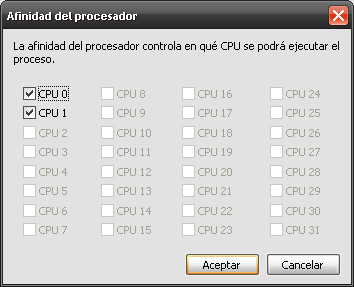 Afinidad del procesador
La afinidad del procesador controla en qué CPU se podrá ejecutar el
proceso.
CPU 0 CPU 8 CPU 16 CPU 24
CPU 1 CPU 9 CPU 17 CPU 25
CPU 2 CPU 10 CPU 18 CPU 26
CPU 3 CPU 11 CPU 19 CPU 27
CPU 4 CPU 12 CPU 20 CPU 28
CPU 5 CPU 13 CPU 21 CPU 29
CPU 6 CPU 14 CPU 22 CPU 30
CPU 7 CPU 15 CPU 23 CPU 31
Aceptar Cancelar